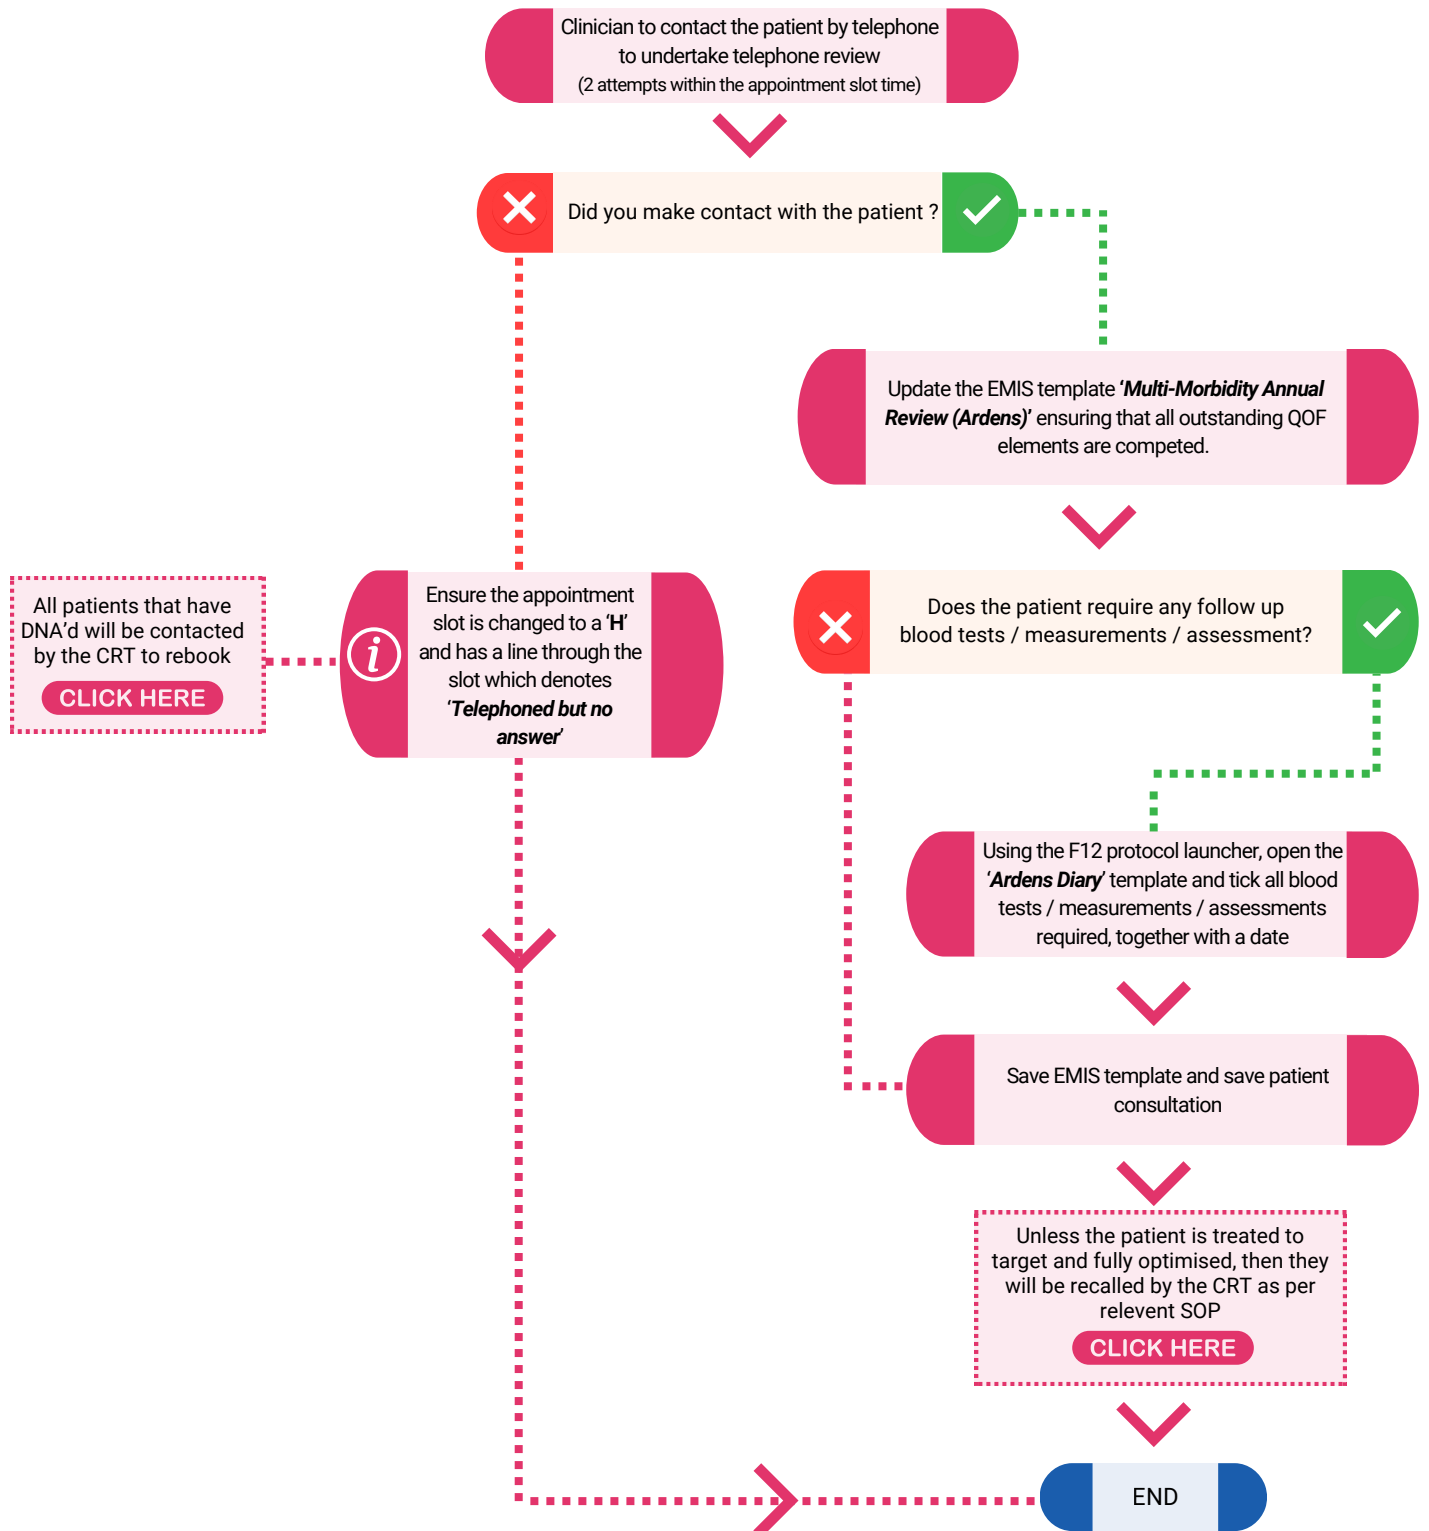 Clinician to contact the patient by telephone
to undertake telephone review
(2 attempts within the appointment slot time)
Did you make contact with the patient ?
Update the EMIS template ‘Multi-Morbidity Annual
Review (Ardens)’ ensuring that all outstanding QOF
elements are competed.
Does the patient require any follow up
blood tests / measurements / assessment?
All patients that have
DNA'd will be contacted
by the CRT to rebook
CLICK HERE
i
Ensure the appointment
slot is changed to a ‘H’
and has a line through the
slot which denotes
‘Telephoned but no
answer’
Using the F12 protocol launcher, open the
‘Ardens Diary’ template and tick all blood
tests / measurements / assessments
required, together with a date
Save EMIS template and save patient
consultation
Unless the patient is treated to
target and fully optimised, then they
will be recalled by the CRT as per
relevent SOP
CLICK HERE
END